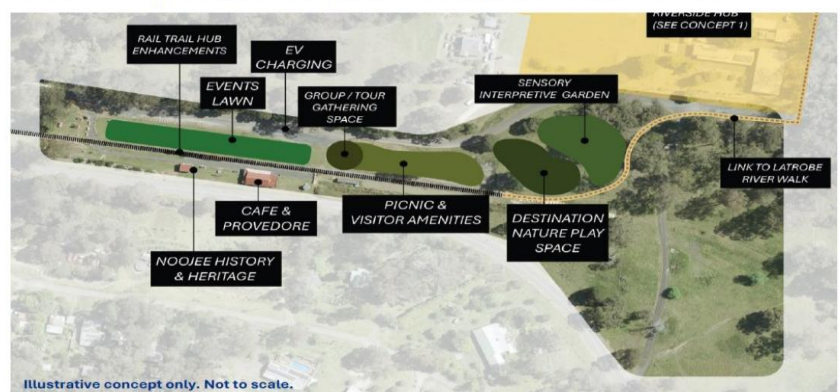 RIVERSIDE HUB
(SEE CONCEPT 1)
RAIL TRAIL HUB
ENHANCEMENTS
EV
CHARGING
EVENTS
LAWN
GROUP / TOUR
GATHERING
SPACE
SENSORY
INTERPRETIVE GARDEN
LINK TO LATROBE
RIVER WALK
CAFE &
PROVEDORE
PICNIC &
VISITOR AMENITIES
DESTINATION
NATURE PLAY
SPACE
NOOJEE HISTORY
& HERITAGE
Illustrative concept only. Not to scale.